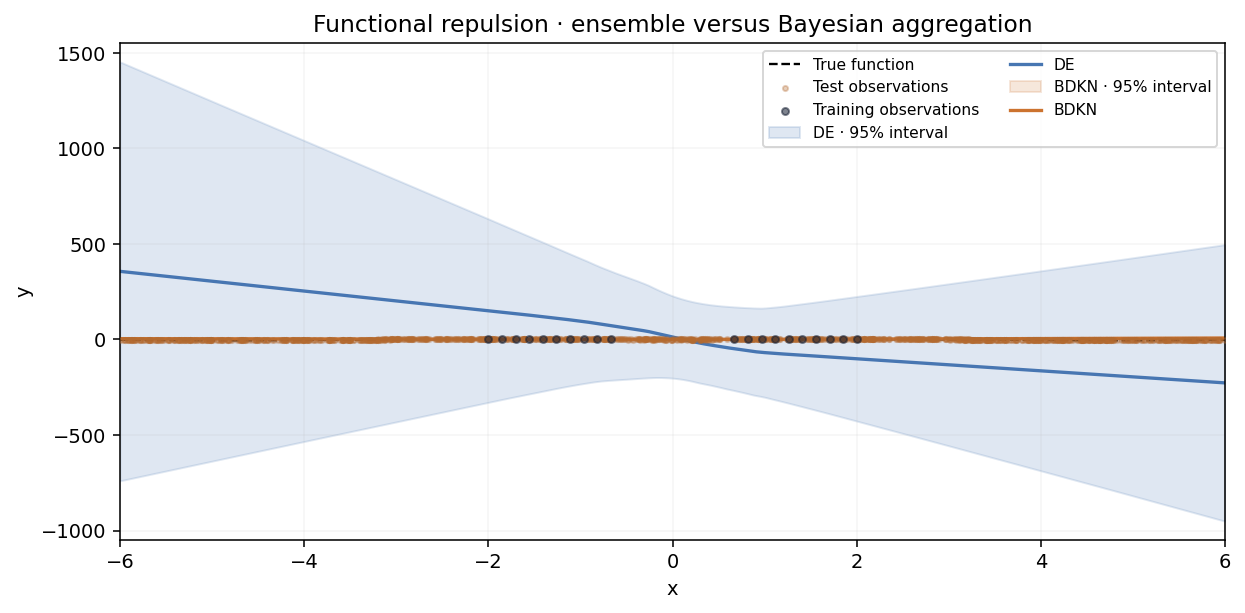 Functional repulsion · ensemble versus Bayesian aggregation
True function
Test observations
Training observations
DE · 95% interval
DE
BDKN · 95% interval
BDKN
1500
1000
500
0
−500
−1000
y
−6
−4
−2
0
2
4
6
x